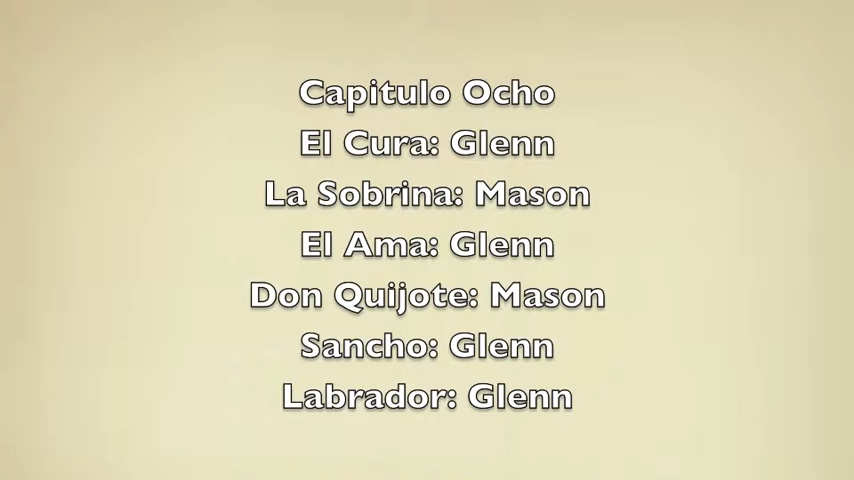 Capitulo Ocho
El Cura: Glenn
La Sobrina: Mason
El Ama: Glenn
Don Quijote: Mason
Sancho: Glenn
Labrador: Glenn